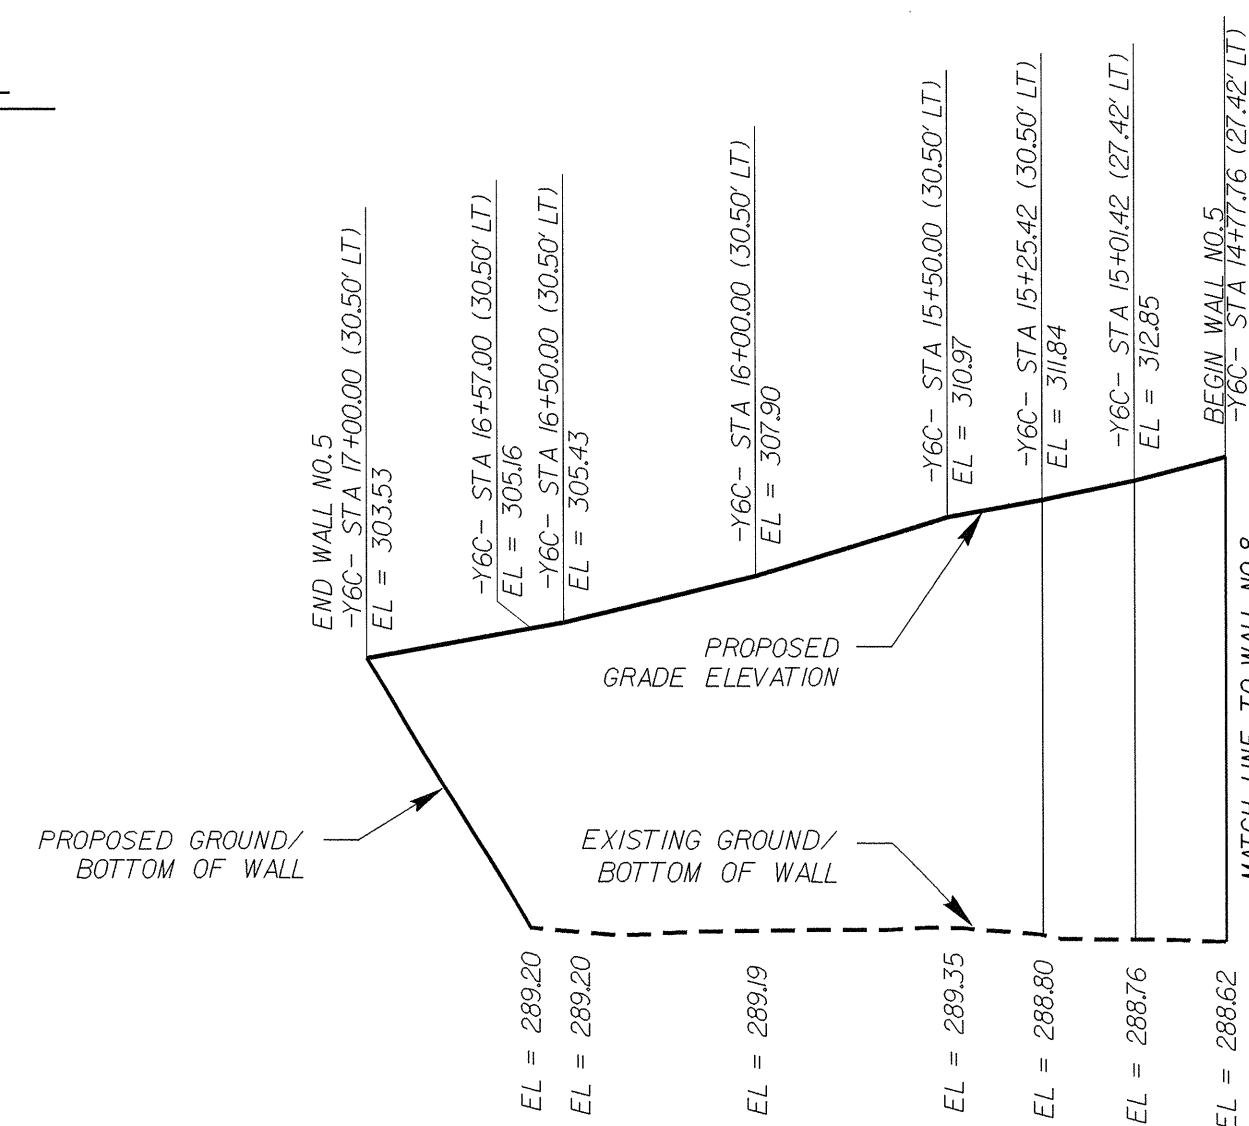 END WALL NO.5
-Y6C- STA 17+00.00 (30.50' LT)
EL = 303.53
-Y6C- STA 16+57.00 (30.50' LT)
EL = 305.16
-Y6C- STA 16+50.00 (30.50' LT)
EL = 305.43
-Y6C- STA 16+00.00 (30.50' LT)
EL = 307.90
-Y6C- STA 15+50.00 (30.50' LT)
EL = 310.97
-Y6C- STA 15+25.42 (30.50' LT)
EL = 311.84
-Y6C- STA 15+01.42 (27.42' LT)
EL = 312.85
BEGIN WALL NO.5
-Y6C- STA 14+77.76 (27.42' LT)
PROPOSED
GRADE ELEVATION
PROPOSED GROUND/
BOTTOM OF WALL
EXISTING GROUND/
BOTTOM OF WALL
MATCH LINE TO WALL NO.8
EL = 289.20
EL = 289.20
EL = 289.19
EL = 289.35
EL = 288.80
EL = 288.76
EL = 288.62